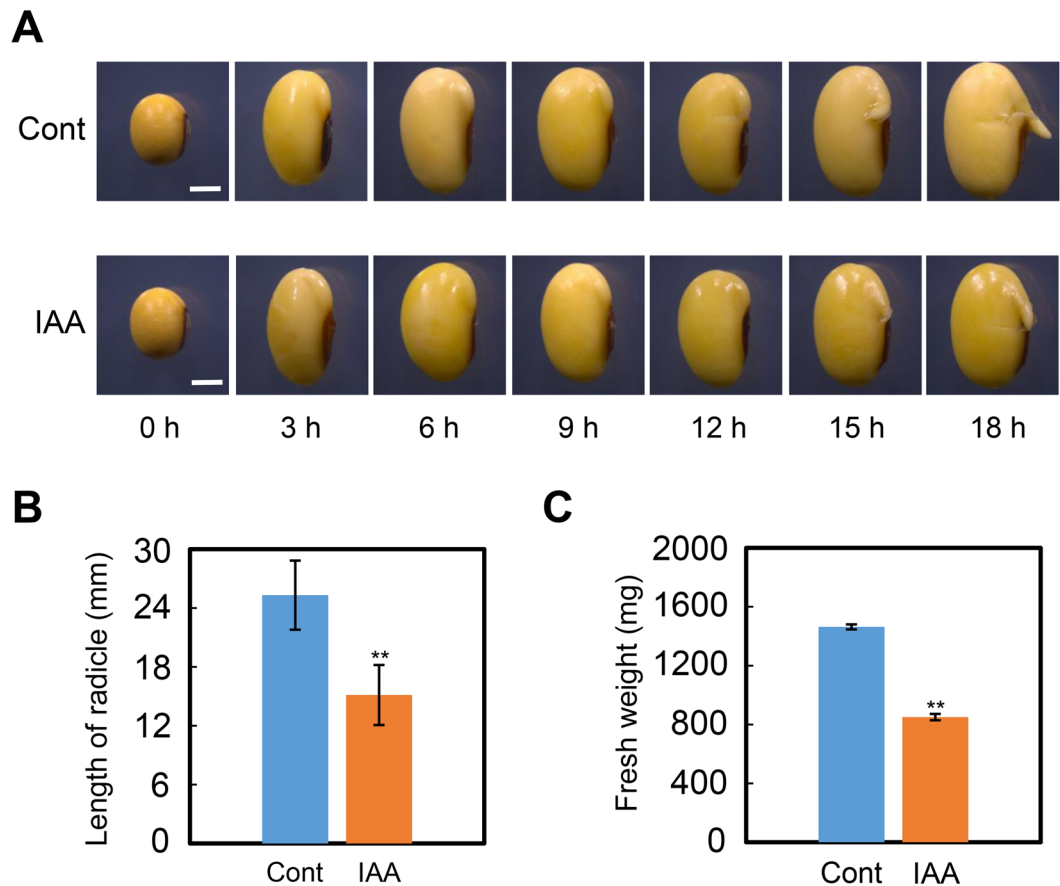 A
Cont
IAA
0 h 3 h 6 h 9 h 12 h 15 h 18 h
B
Length of radicle (mm)
30
24
18
12
6
0
**
Cont IAA
C
Fresh weight (mg)
2000
1600
1200
800
400
0
**
Cont IAA